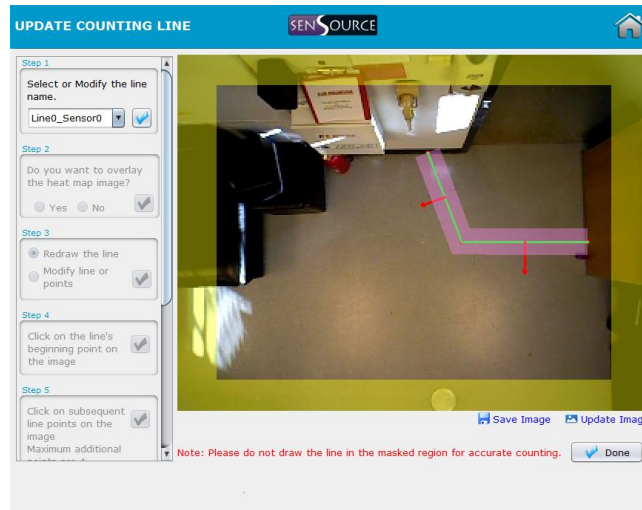 UPDATE COUNTING LINE
SENSOURCE
Step 1
Select or Modify the line
name.
Line0_Sensor0
Step 2
Do you want to overlay
the heat map image?
Yes No
Step 3
Redraw the line
Modify line or
points
Step 4
Click on the line's
beginning point on
the image
Step 5
Click on subsequent
line points on the
image
Maximum additional
Save Image Update Imag
Note: Please do not draw the line in the masked region for accurate counting.
Done